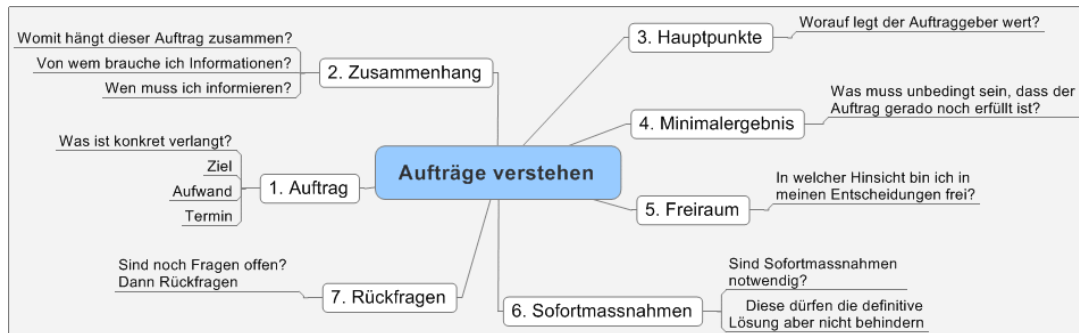 Aufträge verstehen
1. Auftrag
Was ist konkret verlangt?
Ziel
Aufwand
Termin
2. Zusammenhang
Womit hängt dieser Auftrag zusammen?
Von wem brauche ich Informationen?
Wen muss ich informieren?
3. Hauptpunkte
Worauf legt der Auftraggeber wert?
4. Minimalergebnis
Was muss unbedingt sein, dass der
Auftrag gerado noch erfüllt ist?
5. Freiraum
In welcher Hinsicht bin ich in
meinen Entscheidungen frei?
6. Sofortmassnahmen
Sind Sofortmassnahmen
notwendig?
Diese dürfen die definitive
Lösung aber nicht behindern
7. Rückfragen
Sind noch Fragen offen?
Dann Rückfragen